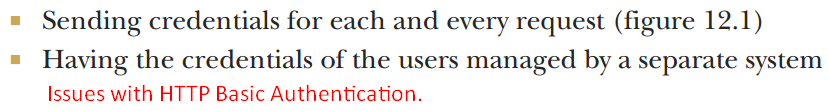 Sending credentials for each and every request (figure 12.1)
Having the credentials of the users managed by a separate system
Issues with HTTP Basic Authentication.